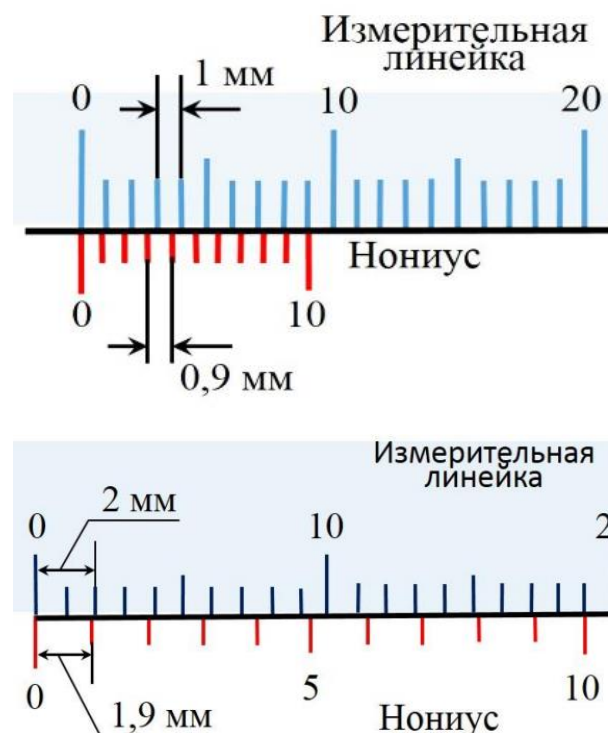 Измерительная
линейка
1 мм
0 10 20
Нониус
0 10
0,9 мм
Измерительная
линейка
2 мм
0 10 2
0 5 10
1,9 мм
Нониус